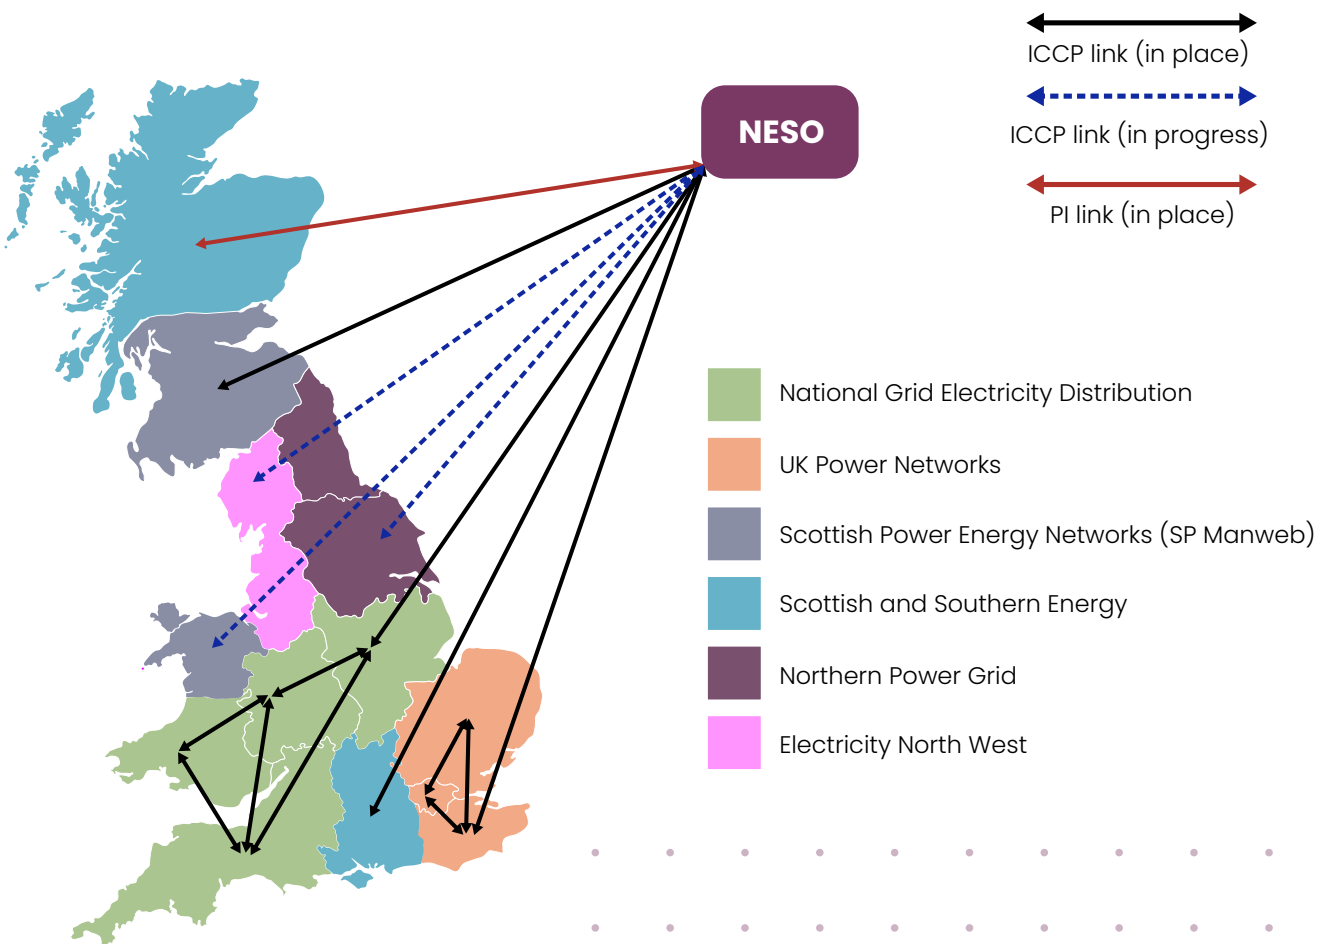 ICCP link (in place)
NESO
ICCP link (in progress)
PI link (in place)
National Grid Electricity Distribution
UK Power Networks
Scottish Power Energy Networks (SP Manweb)
Scottish and Southern Energy
Northern Power Grid
Electricity North West